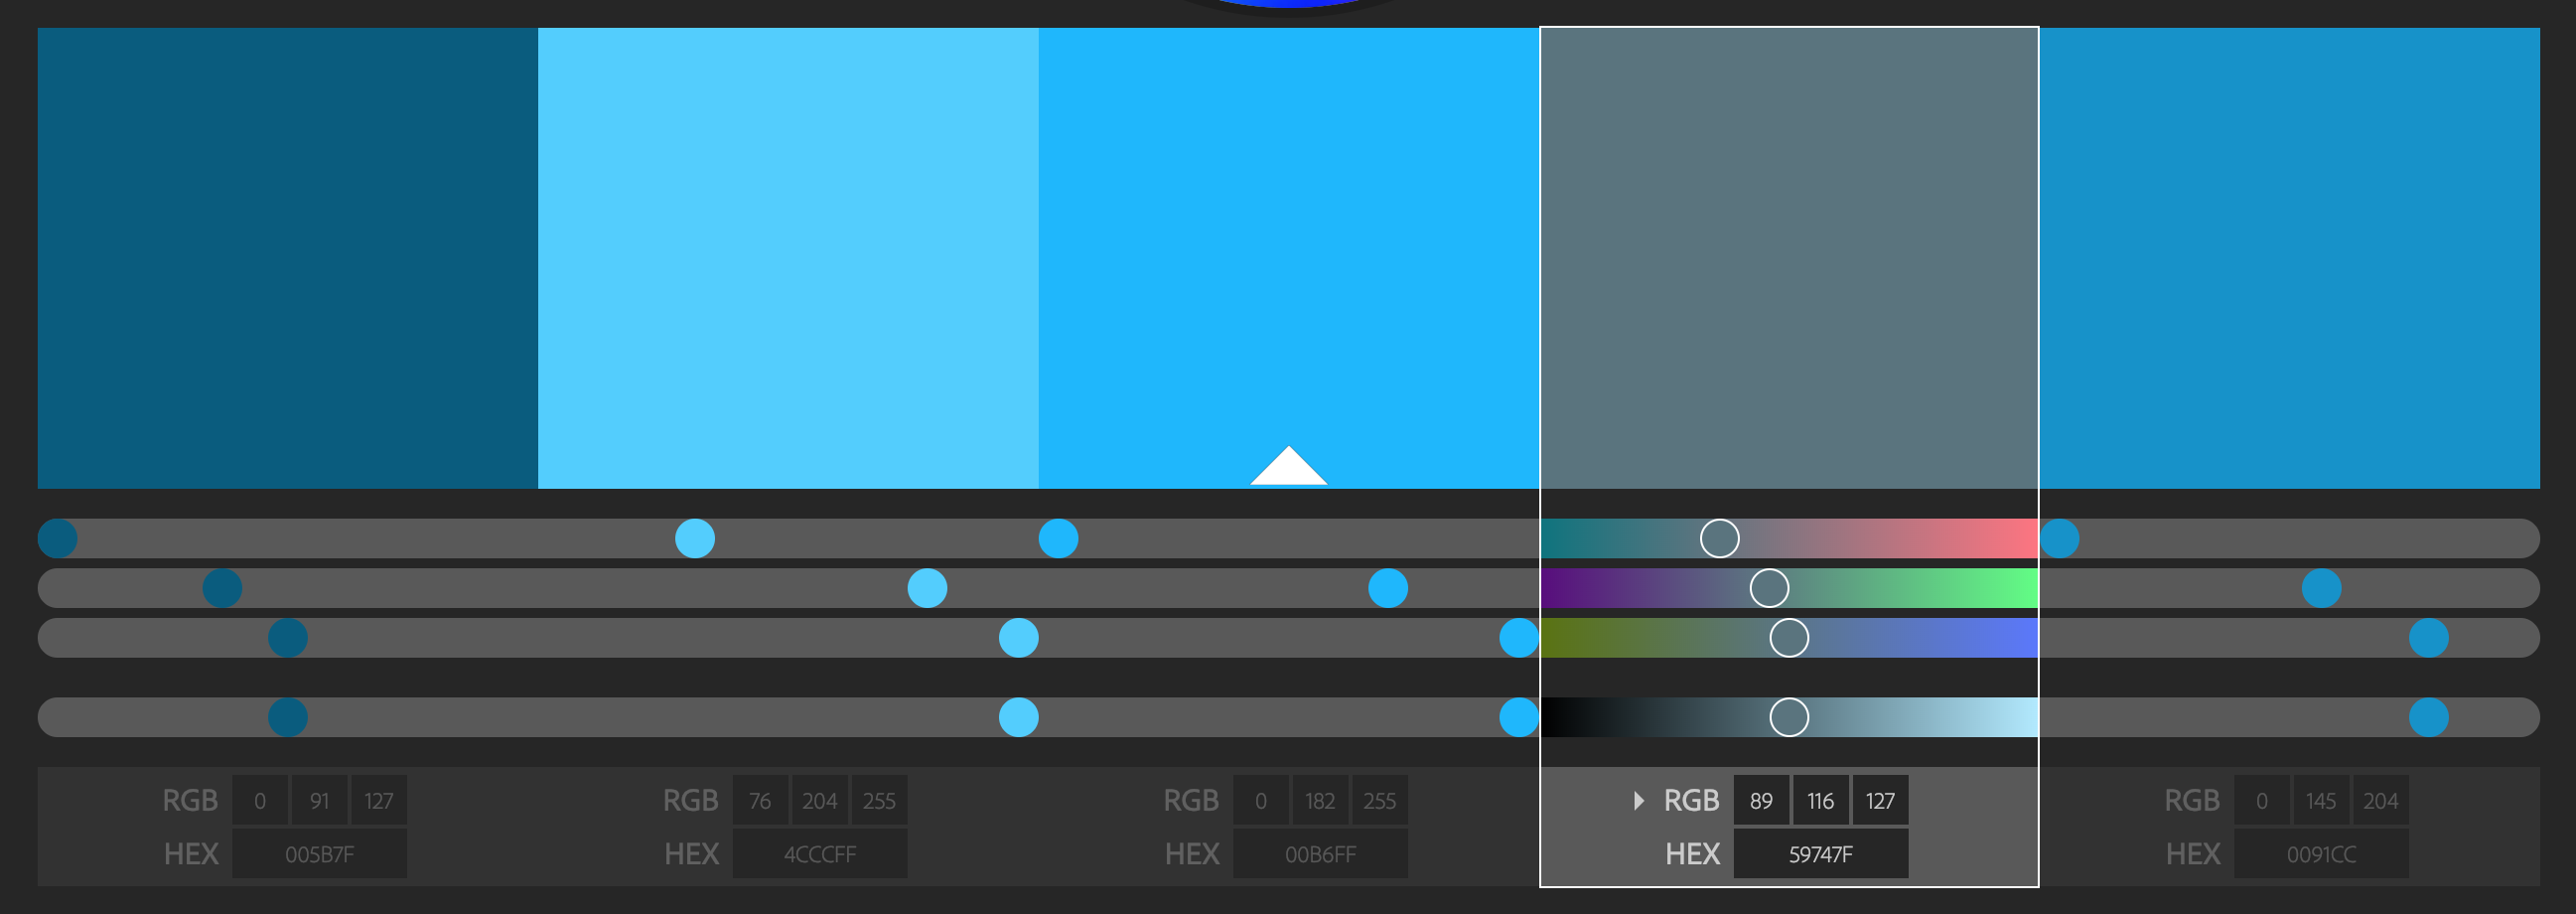 RGB 0 91 127
HEX 005B7F
RGB 76 204 255
HEX 4CCCFF
RGB 0 182 255
HEX 00B6FF
RGB 89 116 127
HEX 59747F
RGB 0 145 204
HEX 0091CC